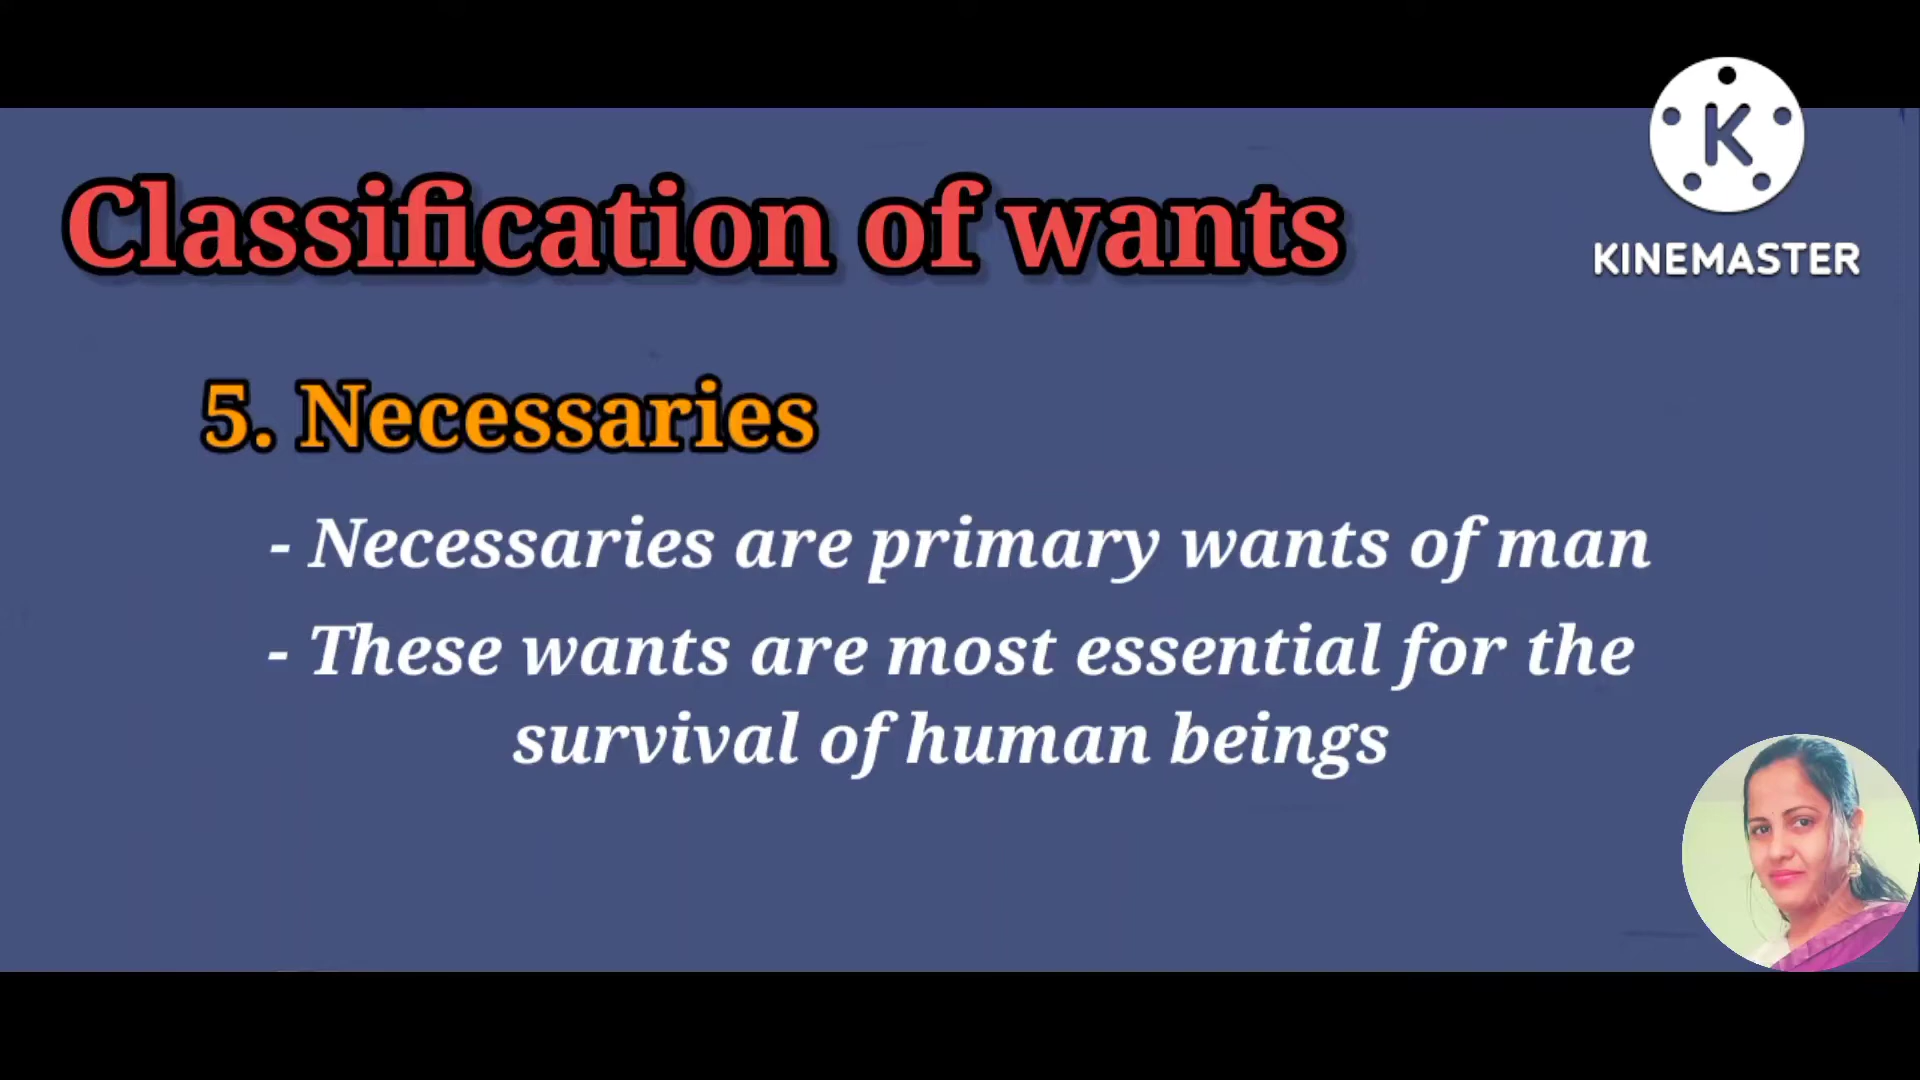 K
KINEMASTER
Classification of wants
5. Necessaries
- Necessaries are primary wants of man
- These wants are most essential for the
survival of human beings